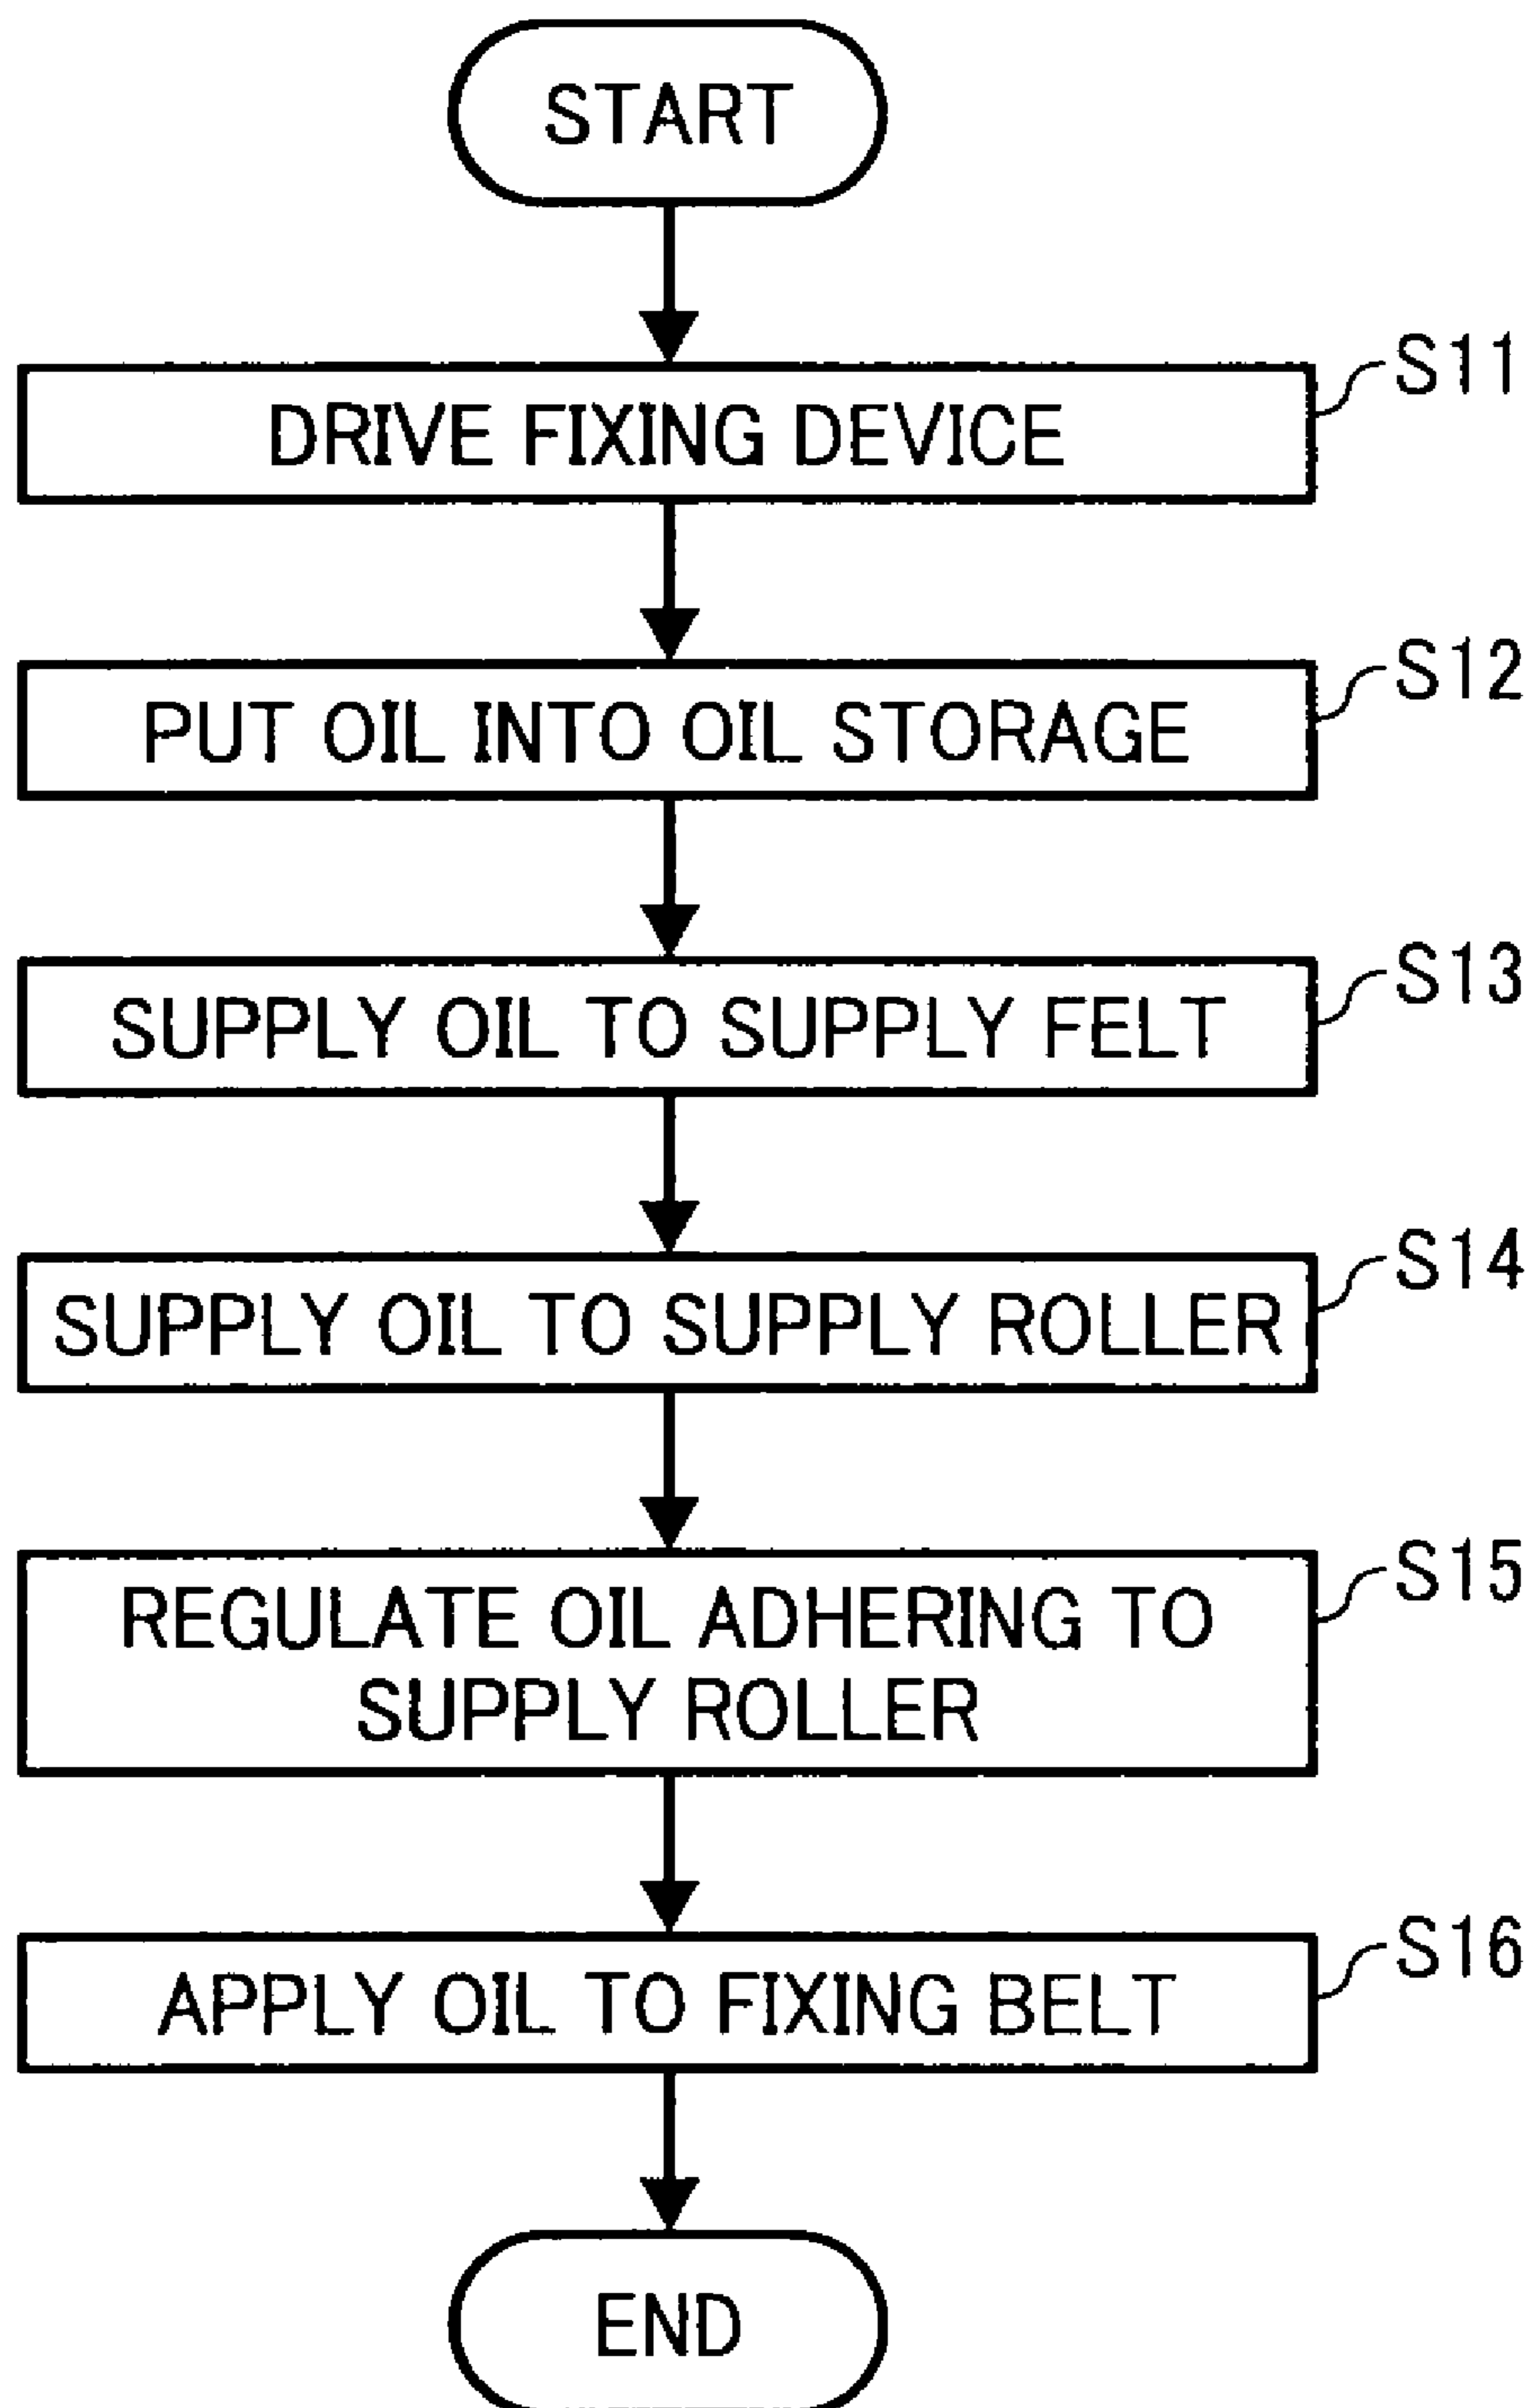 START
S11
DRIVE FIXING DEVICE
S12
PUT OIL INTO OIL STORAGE
S13
SUPPLY OIL TO SUPPLY FELT
S14
SUPPLY OIL TO SUPPLY ROLLER
S15
REGULATE OIL ADHERING TO
SUPPLY ROLLER
S16
APPLY OIL TO FIXING BELT
END